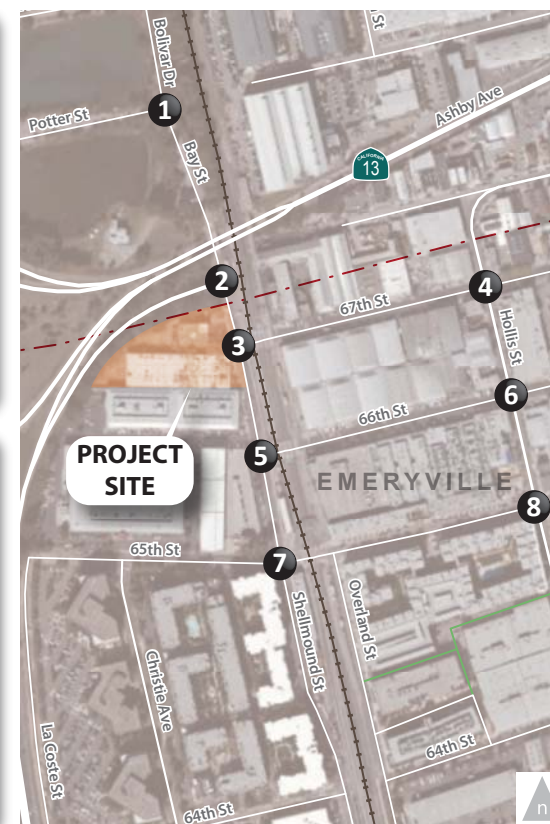 Bolivar Dr
St
1
Potter St
Bay St
Ashby Ave
CALIFORNIA
13
2
67th St
4
3
Hollis St
6
66th St
5
PROJECT
SITE
EMERYVILLE
8
65th St
7
Shellmound St
Overland St
Christie Ave
La Coste St
64th St
64th St
n